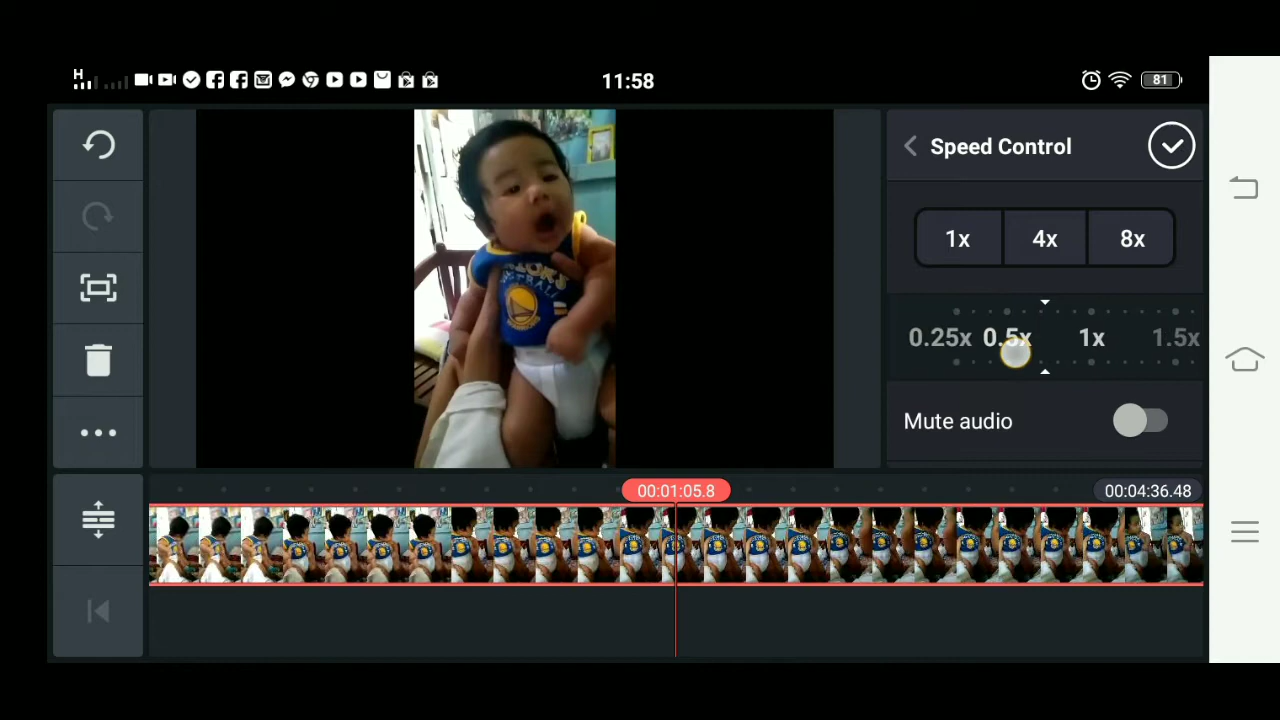 H
11:58
81
Speed Control
1x 4x 8x
0.25x 0.5x 1x 1.5x
Mute audio
00:01:05.8
00:04:36.48